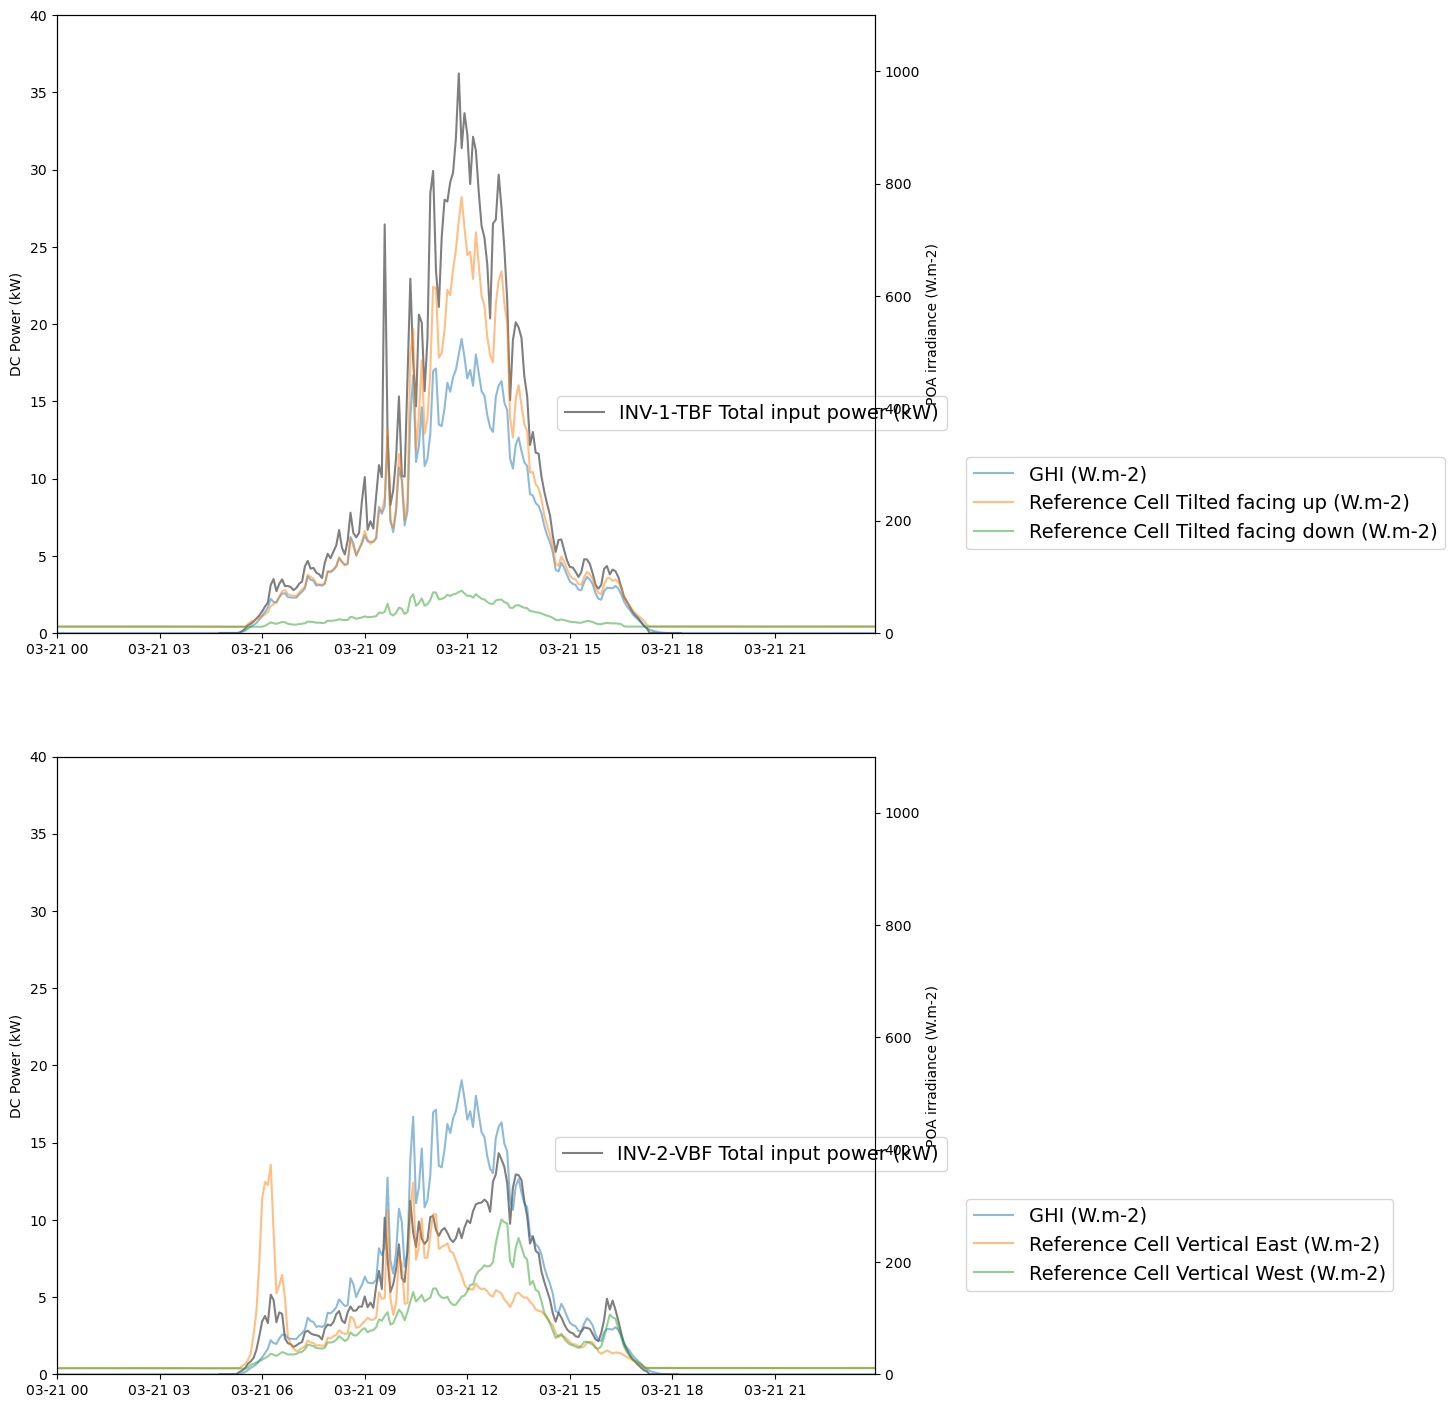 40
35
30
25
20
15
10
5
0
DC Power (kW)
1000
800
600
400
200
0
POA irradiance (W.m-2)
INV-1-TBF Total input power (kW)
GHI (W.m-2)
Reference Cell Tilted facing up (W.m-2)
Reference Cell Tilted facing down (W.m-2)
03-21 00 03-21 03 03-21 06 03-21 09 03-21 12 03-21 15 03-21 18 03-21 21
40
35
30
25
20
15
10
5
0
DC Power (kW)
1000
800
600
400
200
0
POA irradiance (W.m-2)
INV-2-VBF Total input power (kW)
GHI (W.m-2)
Reference Cell Vertical East (W.m-2)
Reference Cell Vertical West (W.m-2)
03-21 00 03-21 03 03-21 06 03-21 09 03-21 12 03-21 15 03-21 18 03-21 21